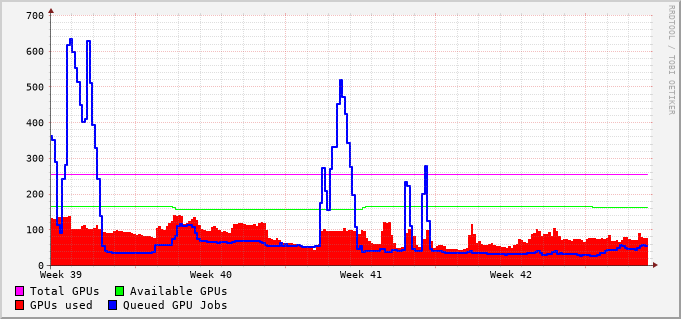 700
600
500
400
300
200
100
0
Week 39 Week 40 Week 41 Week 42
Total GPUs Available GPUs
GPUs used Queued GPU Jobs
RRDTOOL / TOBI OETIKER